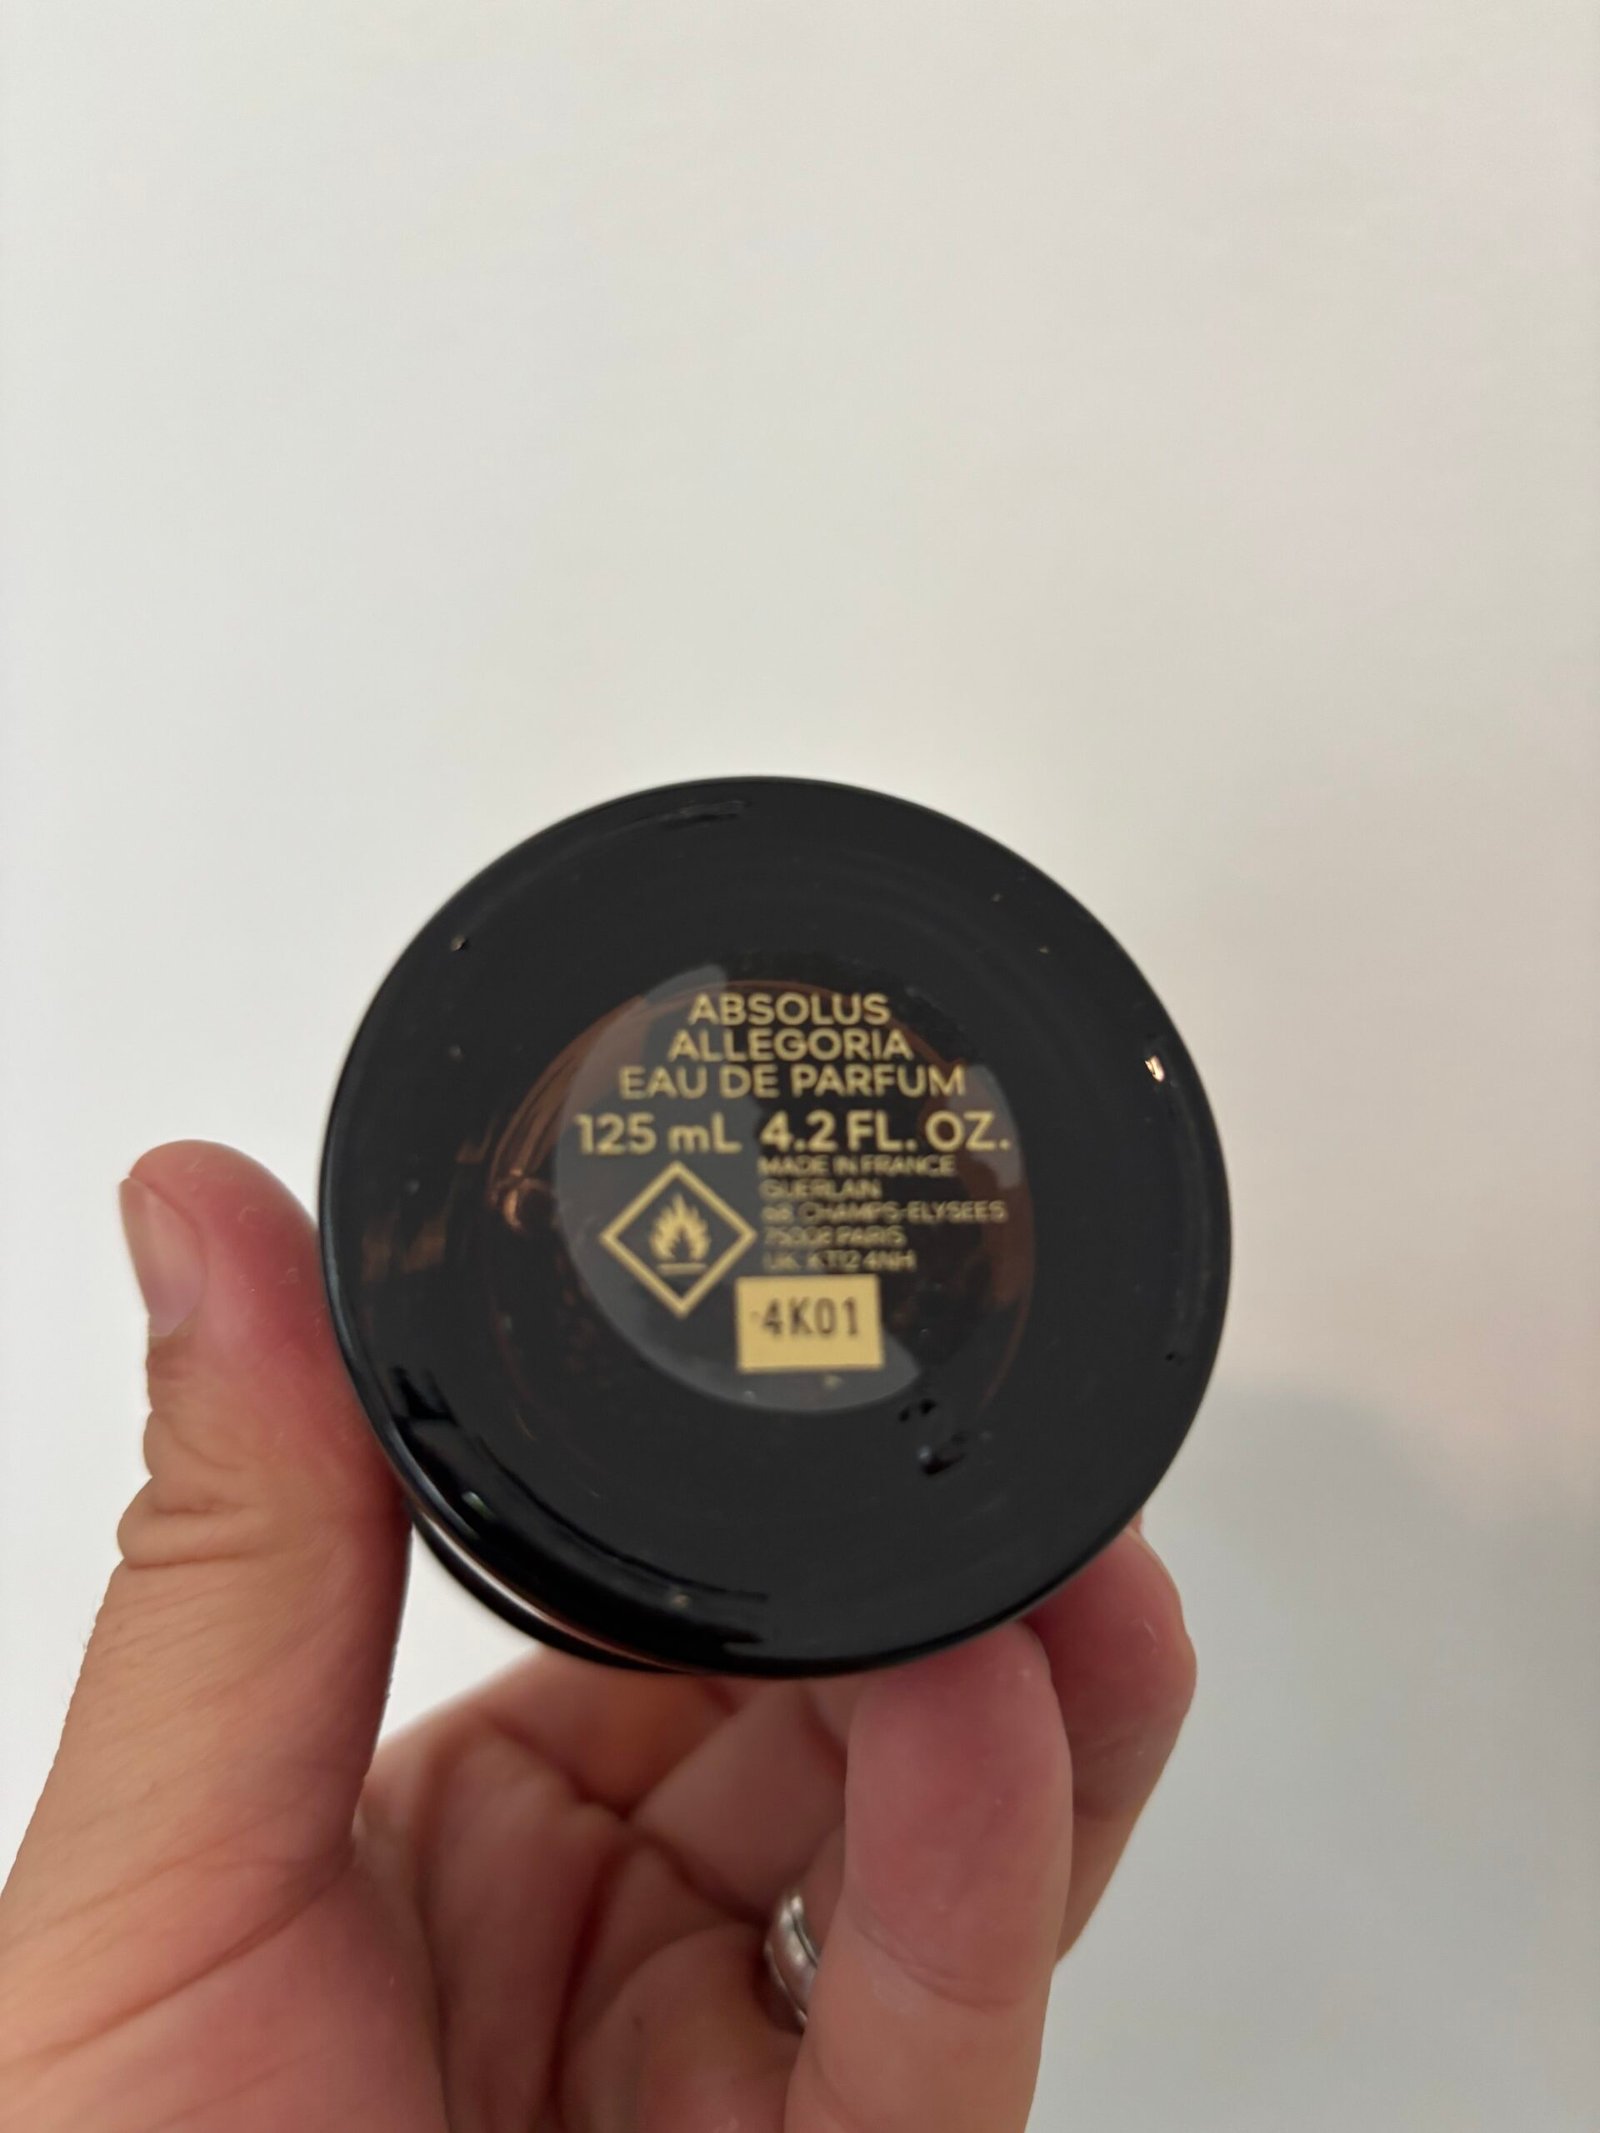 ABSOLUS
ALLEGORIA
EAU DE PARFUM
125 mL 4.2 FL. OZ.
MADE IN FRANCE
GUERLAIN
68 CHAMPS-ELYSEES
75008 PARIS
UK KT12 4NH
4K01